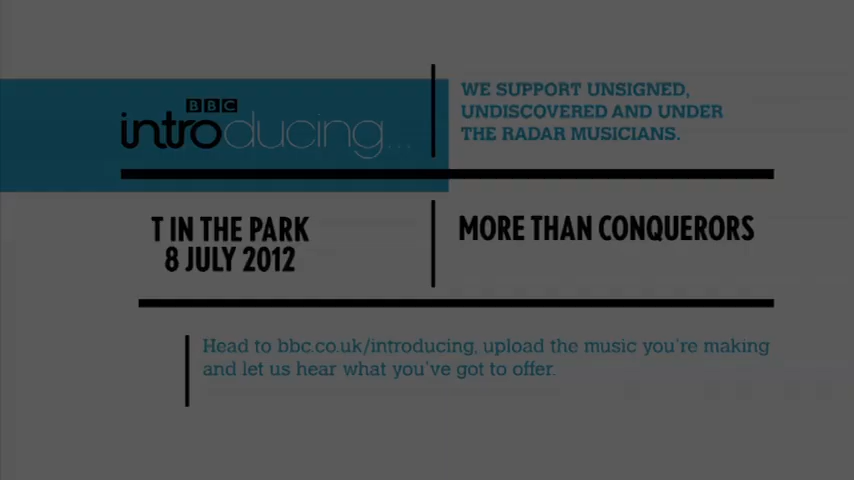 BBC
introducing...
WE SUPPORT UNSIGNED,
UNDISCOVERED AND UNDER
THE RADAR MUSICIANS.
T IN THE PARK
8 JULY 2012
MORE THAN CONQUERORS
Head to bbc.co.uk/introducing, upload the music you're making
and let us hear what you've got to offer.